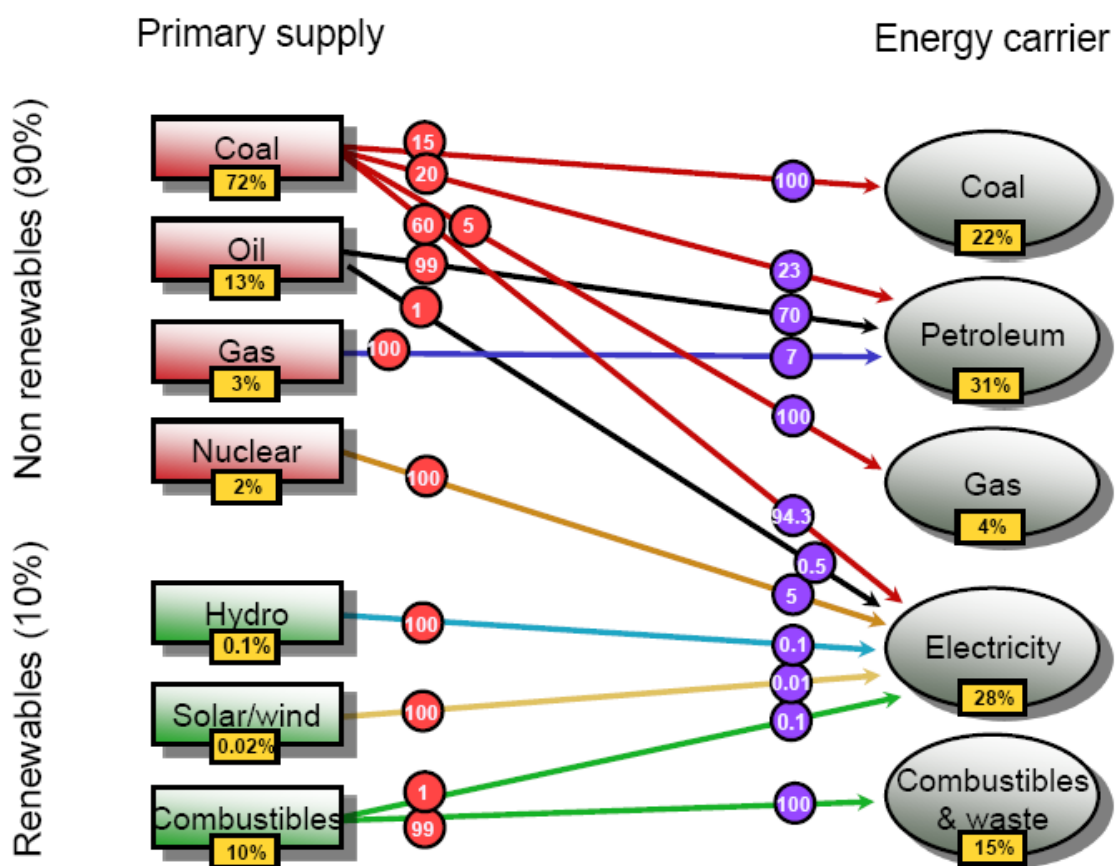 Primary supply
Energy carrier
Non renewables (90%)
Renewables (10%)
Coal
72%
Oil
13%
Gas
3%
Nuclear
2%
Hydro
0.1%
Solar/wind
0.02%
Combustibles
10%
15
20
60
5
99
1
100
100
100
100
1
99
100
23
70
7
100
94.3
0.5
5
0.1
0.01
0.1
100
Coal
22%
Petroleum
31%
Gas
4%
Electricity
28%
Combustibles
& waste
15%